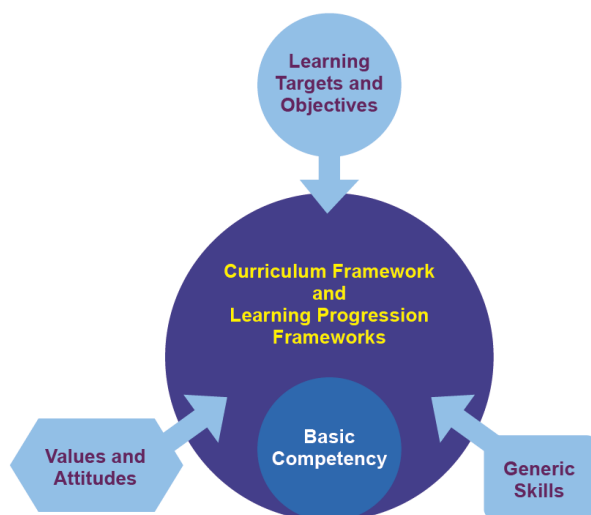 Learning
Targets and
Objectives
Curriculum Framework
and
Learning Progression
Frameworks
Basic
Competency
Values and
Attitudes
Generic
Skills